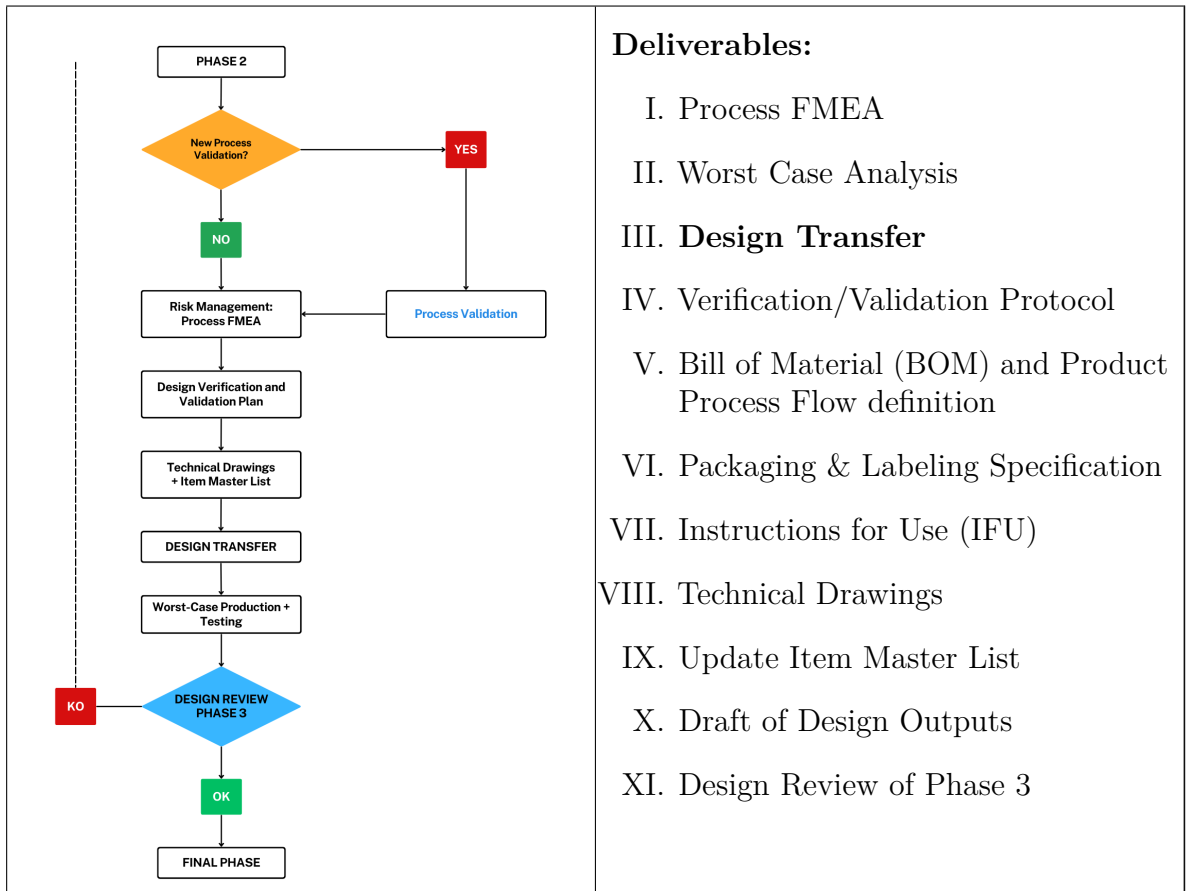 PHASE 2
New Process
Validation?
YES
NO
Risk Management:
Process FMEA
Process Validation
Design Verification and
Validation Plan
Technical Drawings
+ Item Master List
DESIGN TRANSFER
Worst-Case Production +
Testing
DESIGN REVIEW
PHASE 3
KO
OK
FINAL PHASE
Deliverables:
I. Process FMEA
II. Worst Case Analysis
III. Design Transfer
IV. Verification/Validation Protocol
V. Bill of Material (BOM) and Product
Process Flow definition
VI. Packaging & Labeling Specification
VII. Instructions for Use (IFU)
VIII. Technical Drawings
IX. Update Item Master List
X. Draft of Design Outputs
XI. Design Review of Phase 3